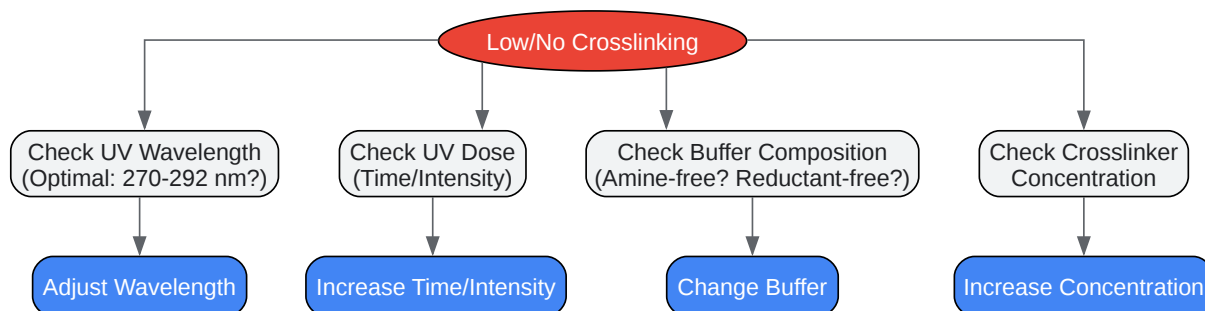 Low/No Crosslinking
Check UV Wavelength
(Optimal: 270-292 nm?)
Check UV Dose
(Time/Intensity)
Check Buffer Composition
(Amine-free? Reductant-free?)
Check Crosslinker
Concentration
Adjust Wavelength
Increase Time/Intensity
Change Buffer
Increase Concentration